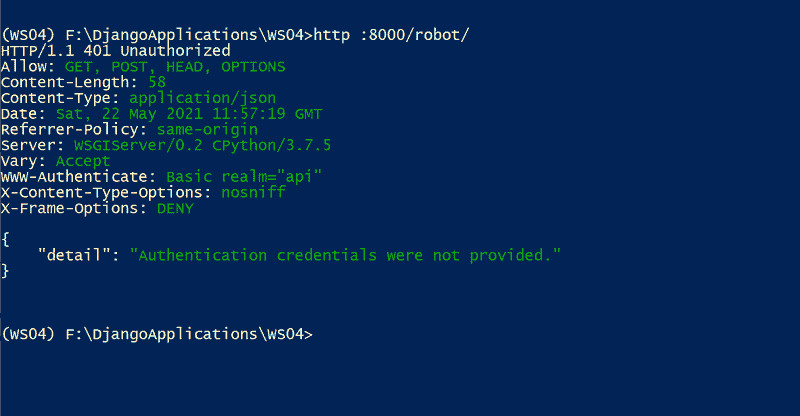 (WS04) F:\DjangoApplications\WS04>http :8000/robot/
HTTP/1.1 401 Unauthorized
Allow: GET, POST, HEAD, OPTIONS
Content-Length: 58
Content-Type: application/json
Date: Sat, 22 May 2021 11:57:19 GMT
Referrer-Policy: same-origin
Server: WSGIServer/0.2 CPython/3.7.5
Vary: Accept
WWW-Authenticate: Basic realm="api"
X-Content-Type-Options: nosniff
X-Frame-Options: DENY
{
    "detail": "Authentication credentials were not provided."
}
(WS04) F:\DjangoApplications\WS04>